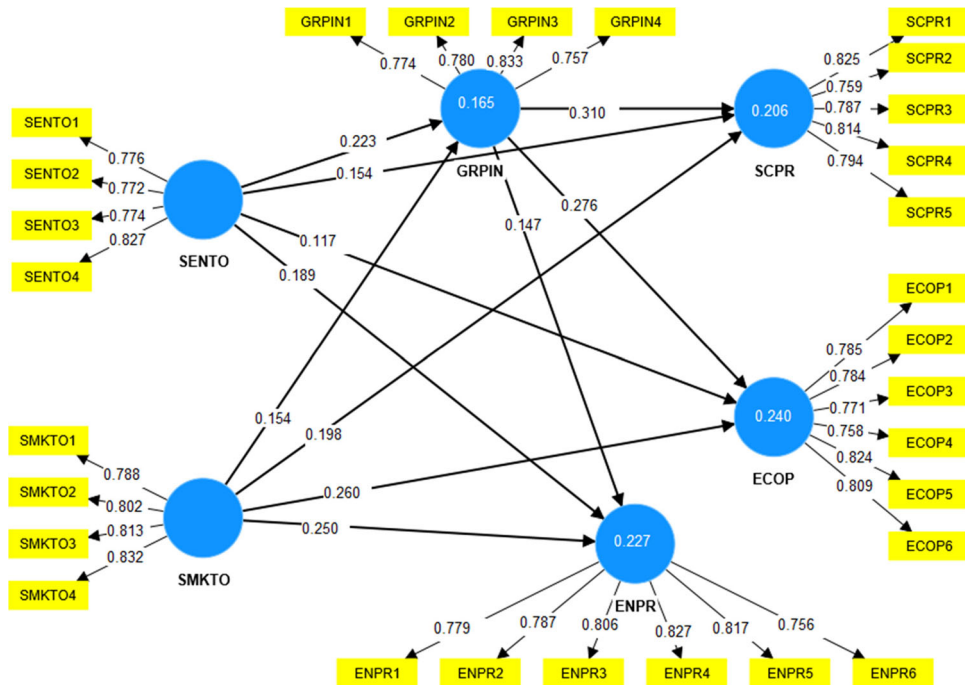 GRPIN1 GRPIN2 GRPIN3 GRPIN4 SCPR1
0.774 0.780 0.833 0.757 0.825
SCPR2
0.759
0.165 0.310 0.206 0.787 SCPR3
SENTO1 0.223 0.814 SCPR4
0.776 0.154 GRPIN SCPR 0.794
SENTO2 0.772
SENTO3 0.774 0.276 SCPR5
0.827 0.147
SENTO4 SENTO 0.117
0.189
ECOP1
0.785 ECOP2
0.784
0.771 ECOP3
0.154 0.240 0.758 ECOP4
SMKTO1 0.198 0.824
0.788 ECOP 0.809 ECOP5
SMKTO2 0.802 0.260
SMKTO3 0.813 0.250 0.227 ECOP6
0.832
SMKTO4 SMKTO
ENPR
0.779 0.787 0.806 0.827 0.817 0.756
ENPR1 ENPR2 ENPR3 ENPR4 ENPR5 ENPR6